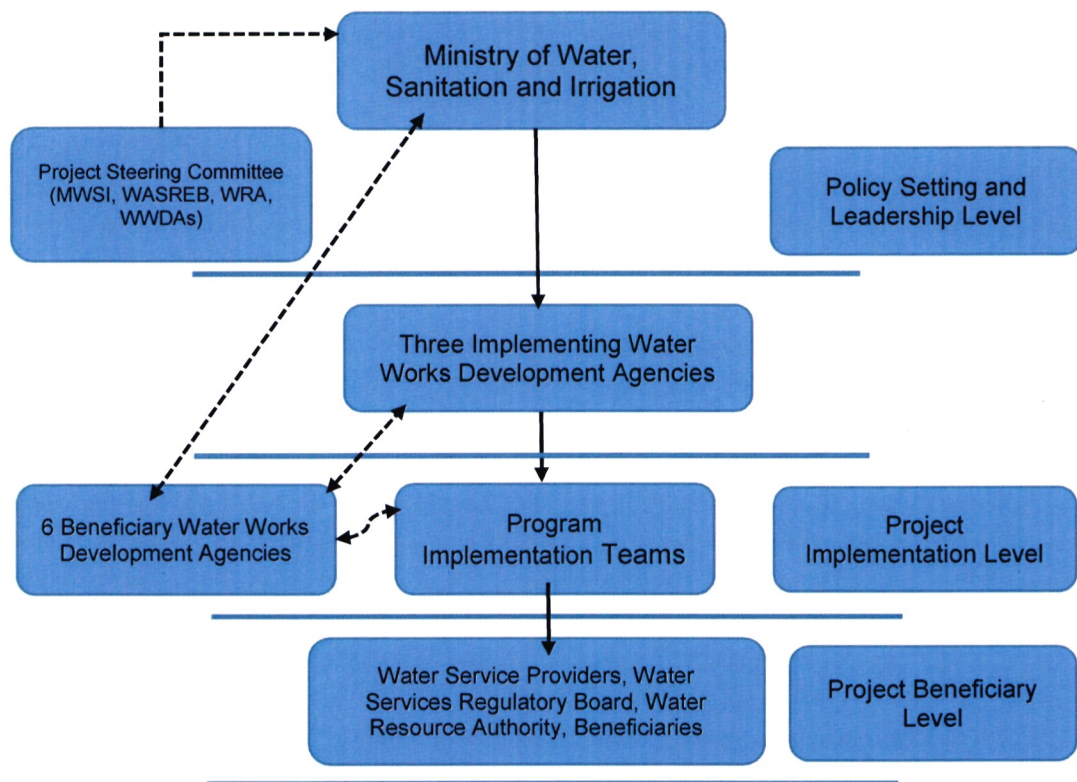 Ministry of Water,
Sanitation and Irrigation
Project Steering Committee
(MWSI, WASREB, WRA,
WWDAs)
Policy Setting and
Leadership Level
Three Implementing Water
Works Development Agencies
6 Beneficiary Water Works
Development Agencies
Program
Implementation Teams
Project
Implementation Level
Water Service Providers, Water
Services Regulatory Board, Water
Resource Authority, Beneficiaries
Project Beneficiary
Level